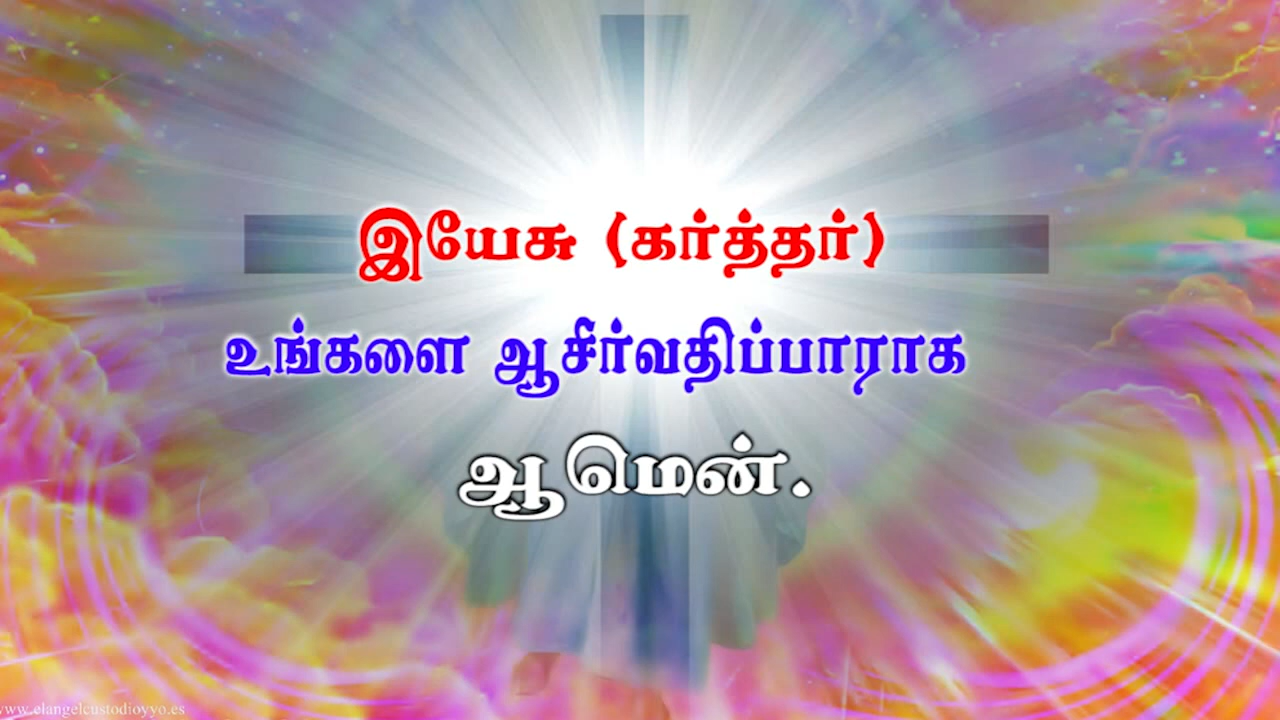 இயேசு (கர்த்தர்)
உங்களை ஆசிர்வதிப்பாராக
ஆமென்.
www.elangelcustodioyyo.es